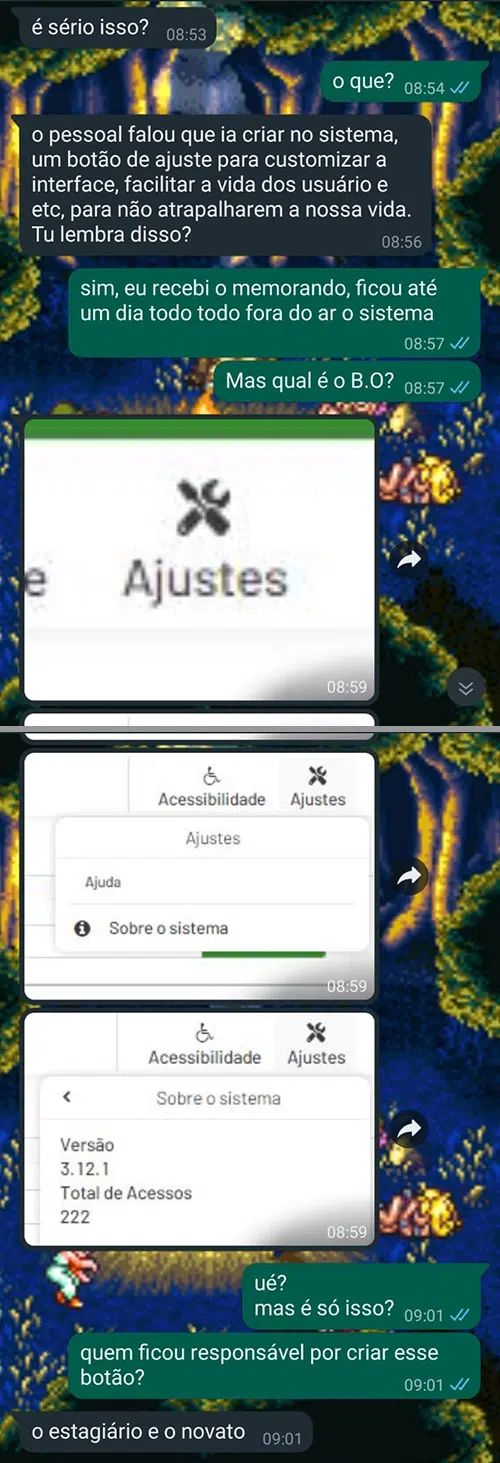 é sério isso? 08:53
o que? 08:54
o pessoal falou que ia criar no sistema,
um botão de ajuste para customizar a
interface, facilitar a vida dos usuário e
etc, para não atrapalharem a nossa vida.
Tu lembra disso? 08:56
sim, eu recebi o memorando, ficou até
um dia todo todo fora do ar o sistema
08:57
Mas qual é o B.O? 08:57
e Ajustes
08:59
Acessibilidade Ajustes
Ajustes
Ajuda
Sobre o sistema
08:59
Acessibilidade Ajustes
Sobre o sistema
Versão
3.12.1
Total de Acessos
222
08:59
ué?
mas é só isso? 09:01
quem ficou responsável por criar esse
botão? 09:01
o estagiário e o novato 09:01